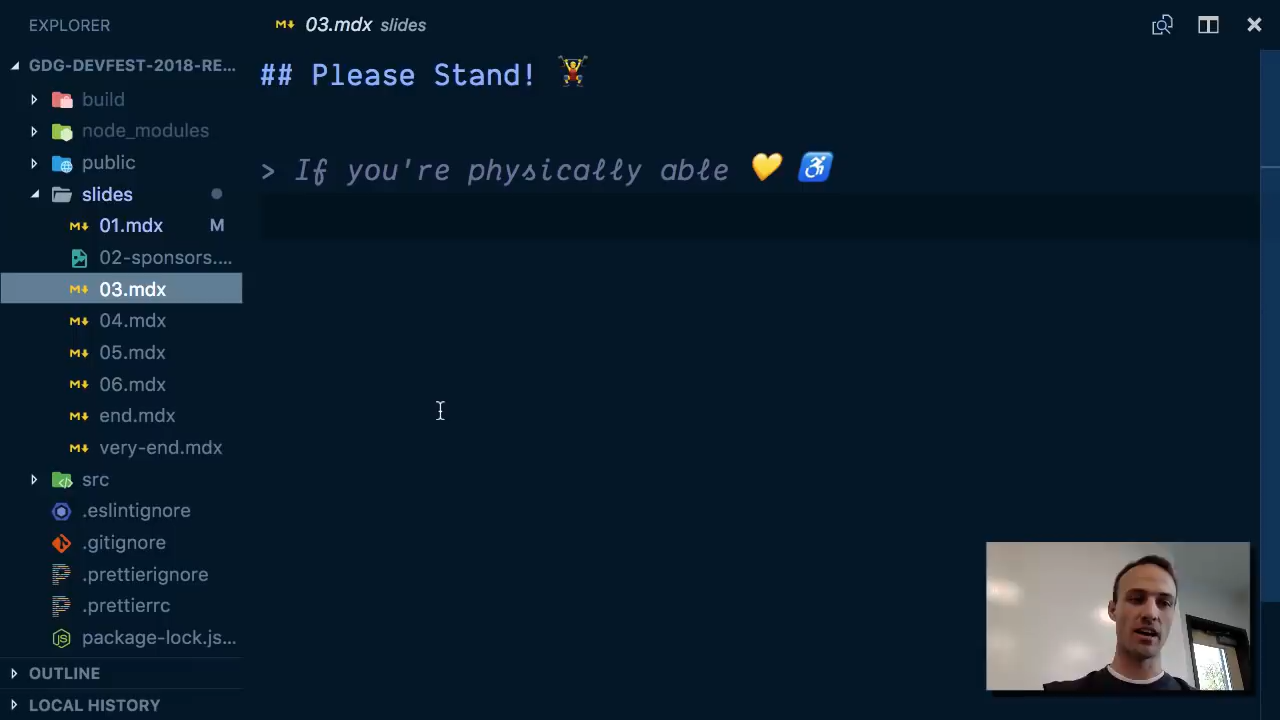 EXPLORER
03.mdx slides
GDG-DEVFEST-2018-RE...
## Please Stand! 🏋️
build
node_modules
> If you're physically able 💛 ♿
public
slides
01.mdx M
02-sponsors....
03.mdx
04.mdx
05.mdx
06.mdx
end.mdx
very-end.mdx
src
.eslintignore
.gitignore
.prettierignore
.prettierrc
package-lock.js...
OUTLINE
LOCAL HISTORY